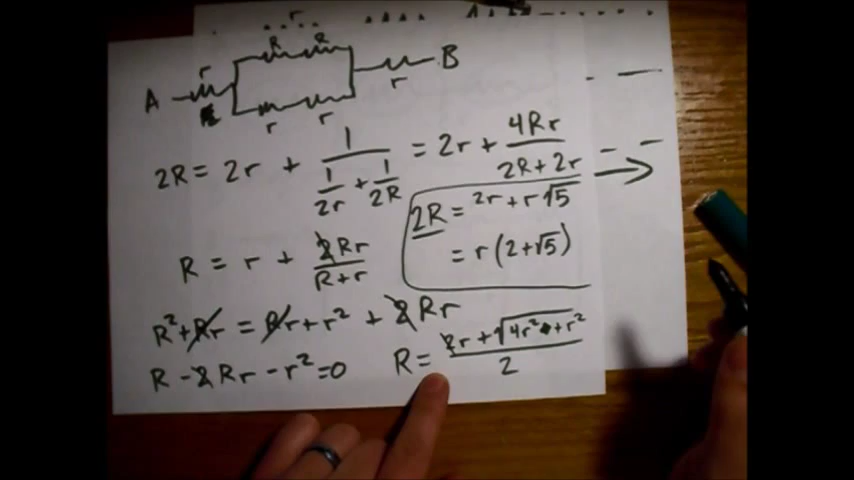 r
r R R
A B
r r r
2R = 2r + 1/(1/2r + 1/2R) = 2r + 4Rr/(2R + 2r)
2R = 2r + r√5
= r(2+√5)
R = r + 2Rr/(R+r)
R² + Rr = Rr + r² + 2Rr
R - 2Rr - r² = 0
R = (2r + √(4r² + r²))/2